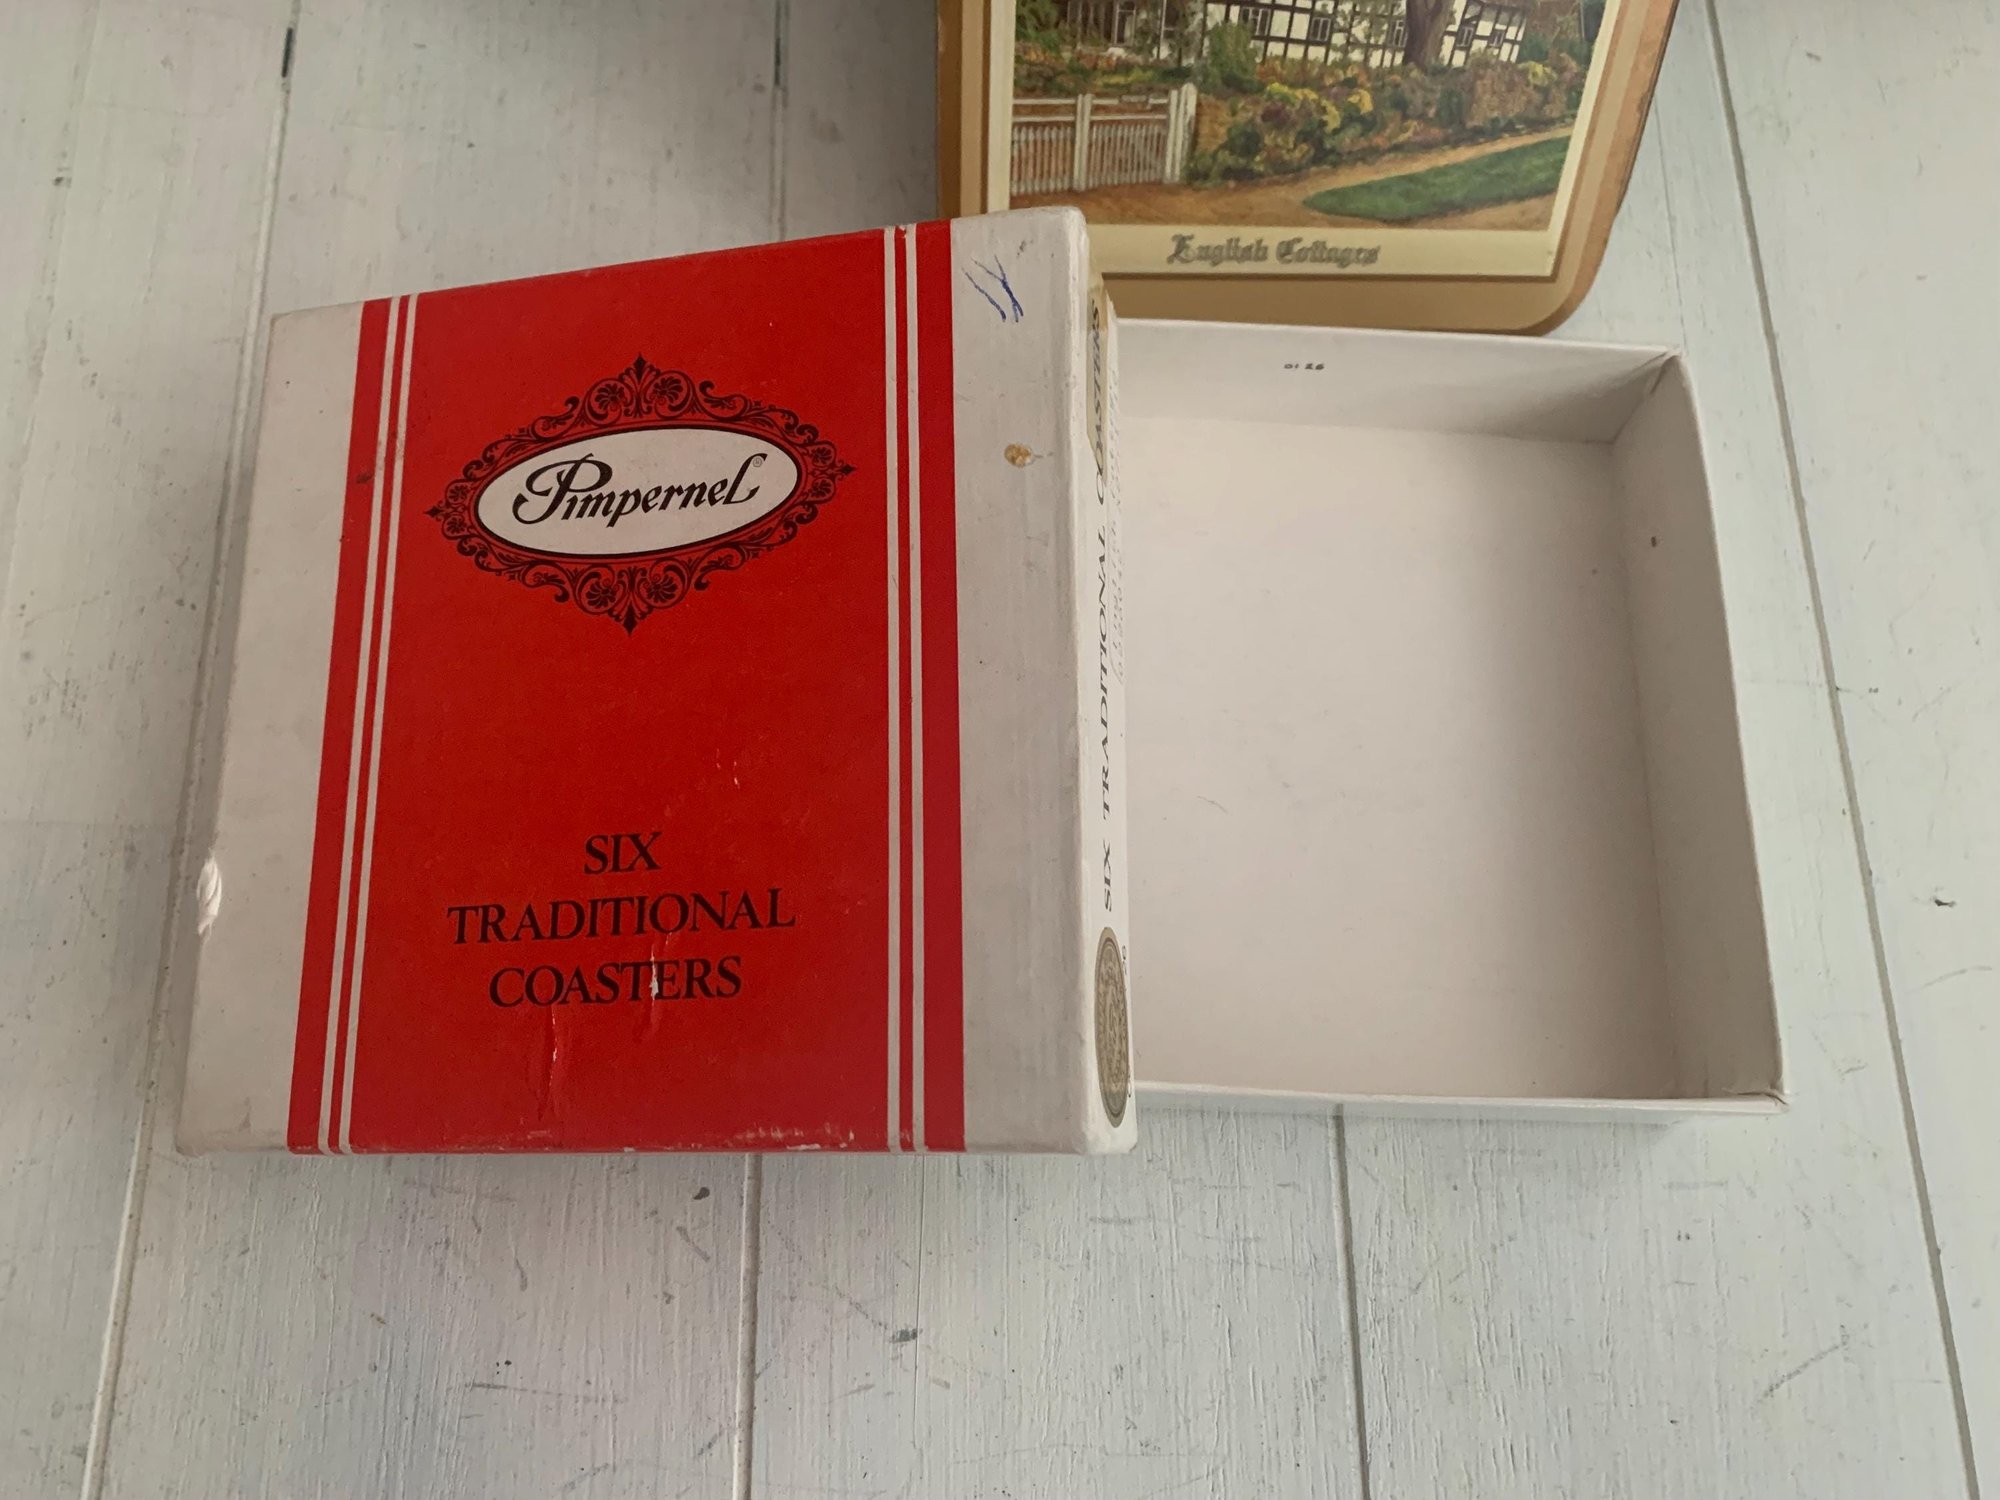 English Cottages
Pimpernel®
SIX
TRADITIONAL
COASTERS
SIX TRADITIONAL COASTERS